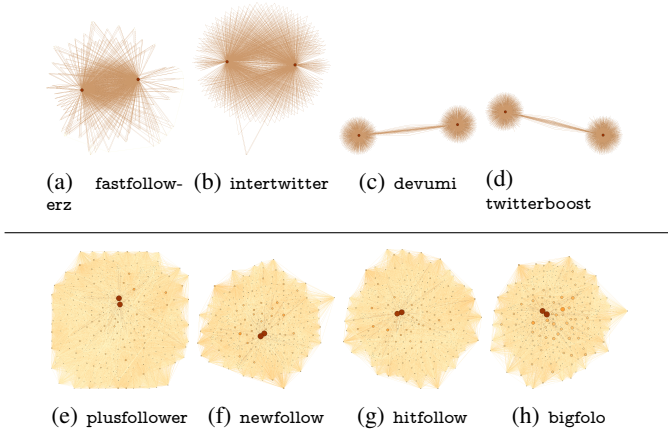 (a) fastfollow-
erz
(b) intertwitter
(c) devumi
(d)
twitterboost
(e) plusfollower
(f) newfollow
(g) hitfollow
(h) bigfolo